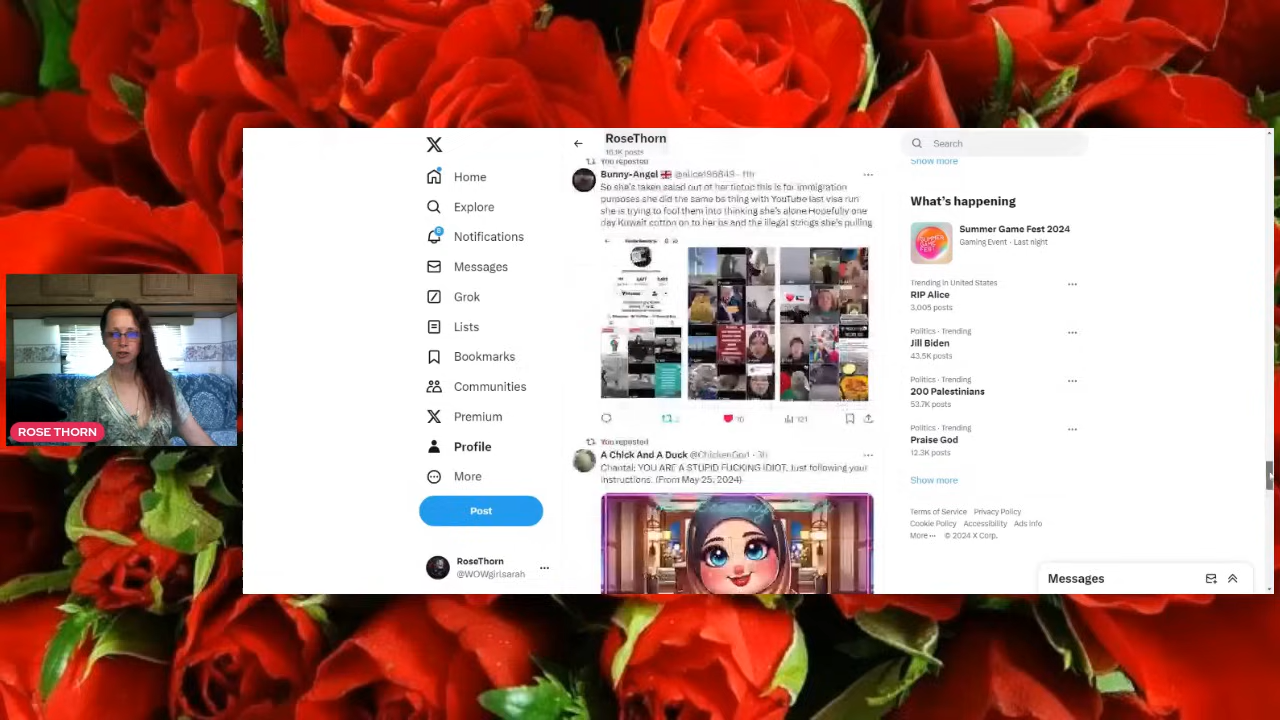 X
Home
Explore
Notifications
Messages
Grok
Lists
Bookmarks
Communities
Premium
Profile
More
Post
RoseThorn
@WOWgirlsarah
RoseThorn
16.1K posts
You reposted
Bunny-Angel
So she's taken salad out of her tictuc this is for immigration
purposes she did the same bs thing with YouTube last visa run
she is trying to fool them into thinking she's alone Hopefully one
day Kuwait cotton on to her bs and the illegal strings she's pulling
You reposted
A Chick And A Duck
Chantal: YOU ARE A STUPID FUCKING IDIOT. Just following your
instructions. (From May 25, 2024)
Search
Show more
What's happening
Summer Game Fest 2024
Gaming Event · Last night
Trending in United States
RIP Alice
3,005 posts
Politics · Trending
Jill Biden
43.5K posts
Politics · Trending
200 Palestinians
53.7K posts
Politics · Trending
Praise God
12.3K posts
Show more
Terms of Service Privacy Policy
Cookie Policy Accessibility Ads info
More ··· © 2024 X Corp.
Messages
ROSE THORN